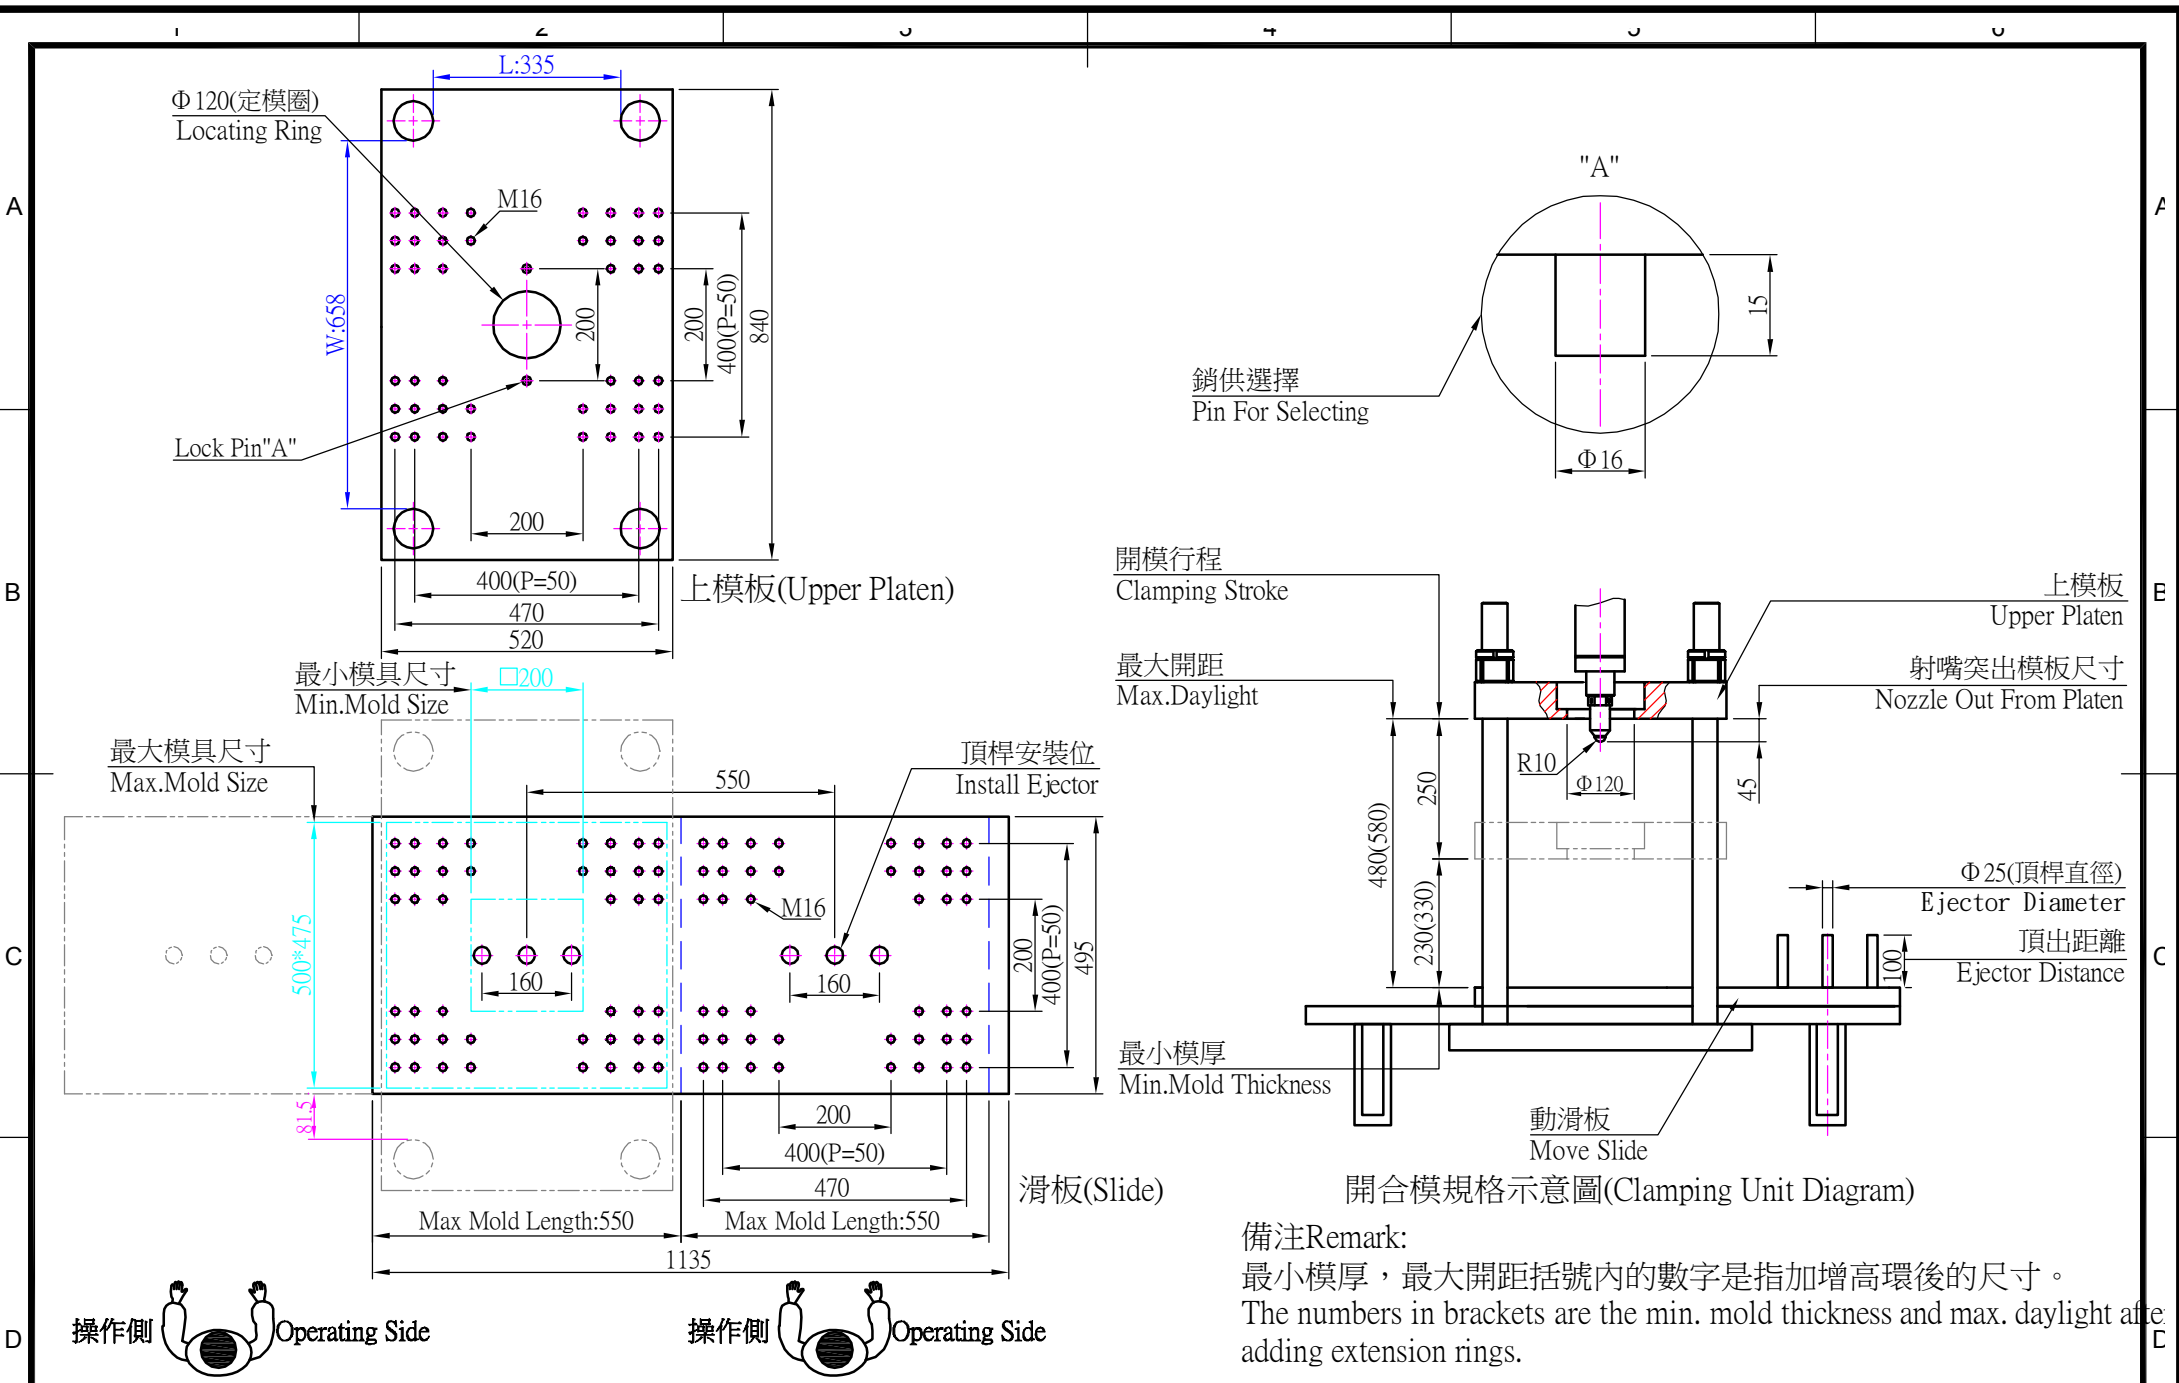 L:335
Φ120(定模圈)
Locating Ring
M16
W:658
200
200
400(P=50)
840
Lock Pin"A"
200
400(P=50)
470
520
上模板(Upper Platen)
"A"
15
銷供選擇
Pin For Selecting
Φ16
A
A
B
B
C
C
D
D
最小模具尺寸
Min.Mold Size
□200
最大模具尺寸
Max.Mold Size
550
頂桿安裝位
Install Ejector
500*475
M16
160
160
200
400(P=50)
495
81.5
200
400(P=50)
470
滑板(Slide)
Max Mold Length:550
Max Mold Length:550
1135
操作側
Operating Side
操作側
Operating Side
開模行程
Clamping Stroke
最大開距
Max.Daylight
上模板
Upper Platen
射嘴突出模板尺寸
Nozzle Out From Platen
R10
Φ120
45
250
480(580)
230(330)
Φ25(頂桿直徑)
Ejector Diameter
頂出距離
Ejector Distance
100
最小模厚
Min.Mold Thickness
動滑板
Move Slide
開合模規格示意圖(Clamping Unit Diagram)
備注Remark:
最小模厚，最大開距括號內的數字是指加增高環後的尺寸。
The numbers in brackets are the min. mold thickness and max. daylight afte
adding extension rings.